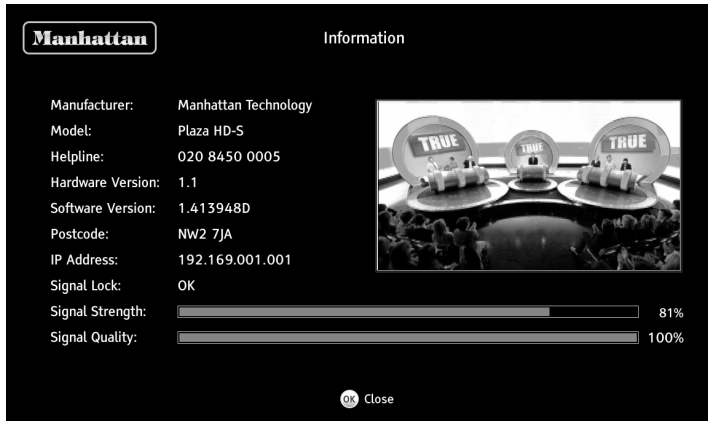 Manhattan
Information
Manufacturer: Manhattan Technology
Model: Plaza HD-S
Helpline: 020 8450 0005
Hardware Version: 1.1
Software Version: 1.413948D
Postcode: NW2 7JA
IP Address: 192.169.001.001
Signal Lock: OK
Signal Strength: 81%
Signal Quality: 100%
TRUE TRUE TRUE
OK Close